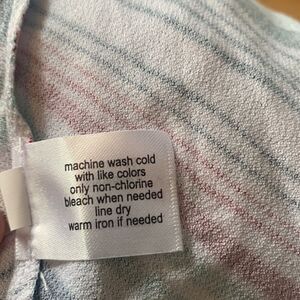 machine wash cold
with like colors
only non-chlorine
bleach when needed
line dry
warm iron if needed